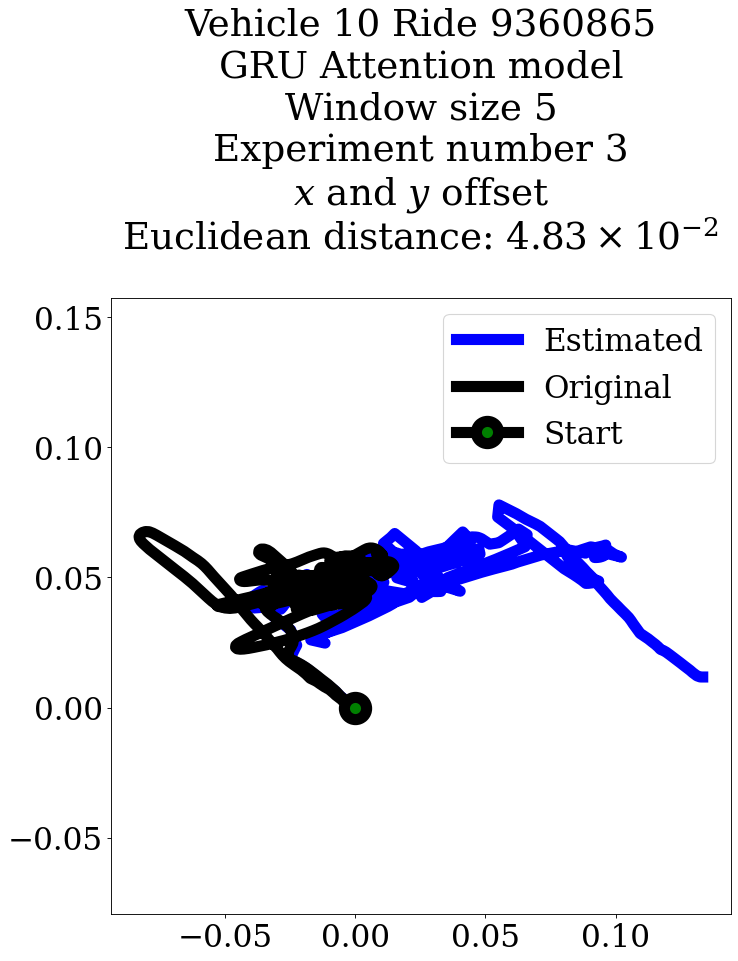 Vehicle 10 Ride 9360865
GRU Attention model
Window size 5
Experiment number 3
x and y offset
Euclidean distance: 4.83 × 10⁻²
0.15
0.10
0.05
0.00
−0.05
Estimated
Original
Start
−0.05 0.00 0.05 0.10